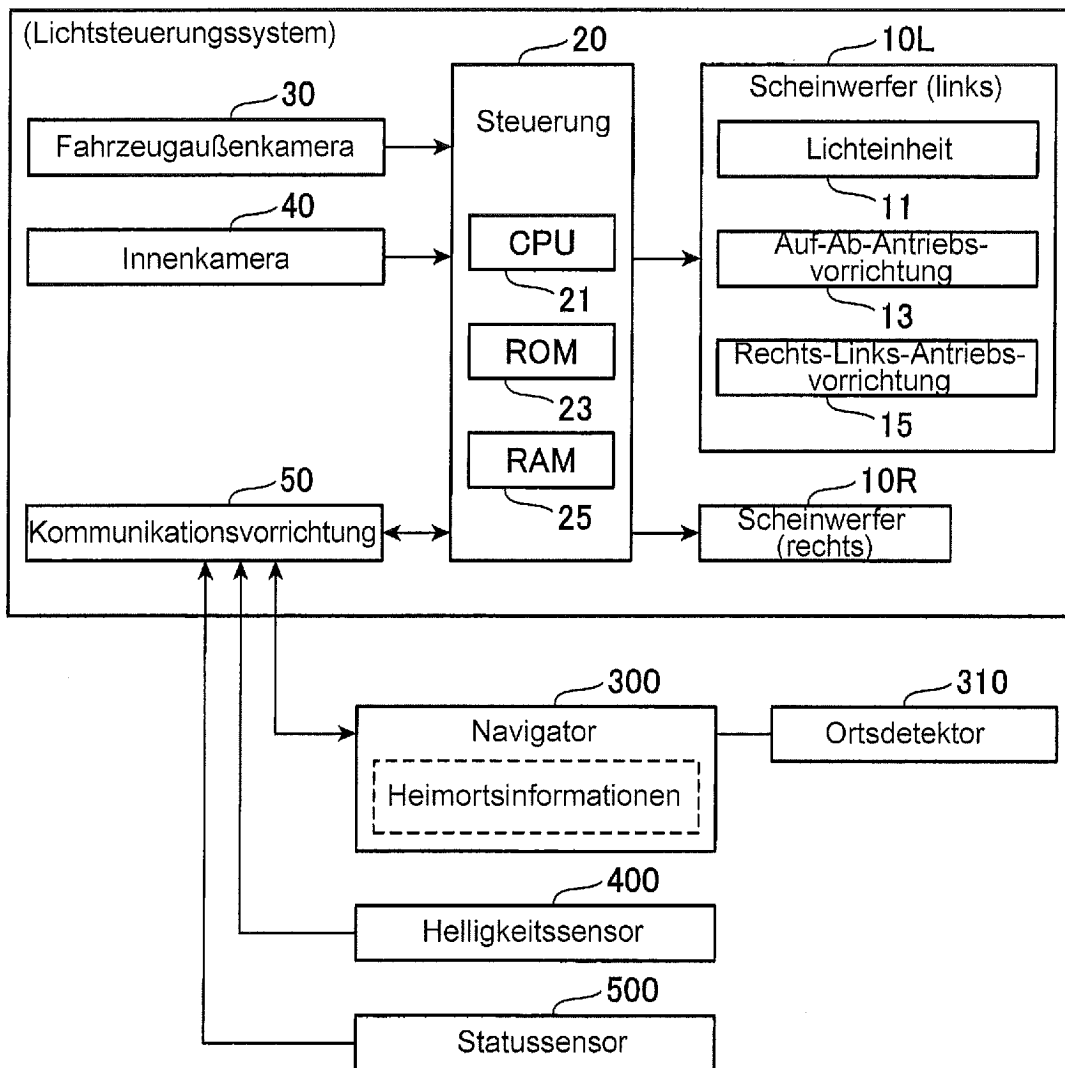 (Lichtsteuerungssystem)
30
Fahrzeugaußenkamera
40
Innenkamera
50
Kommunikationsvorrichtung
20
Steuerung
CPU
21
ROM
23
RAM
25
10L
Scheinwerfer (links)
Lichteinheit
11
Auf-Ab-Antriebs-
vorrichtung
13
Rechts-Links-Antriebs-
vorrichtung
15
10R
Scheinwerfer
(rechts)
300
Navigator
Heimortsinformationen
310
Ortsdetektor
400
Helligkeitssensor
500
Statussensor